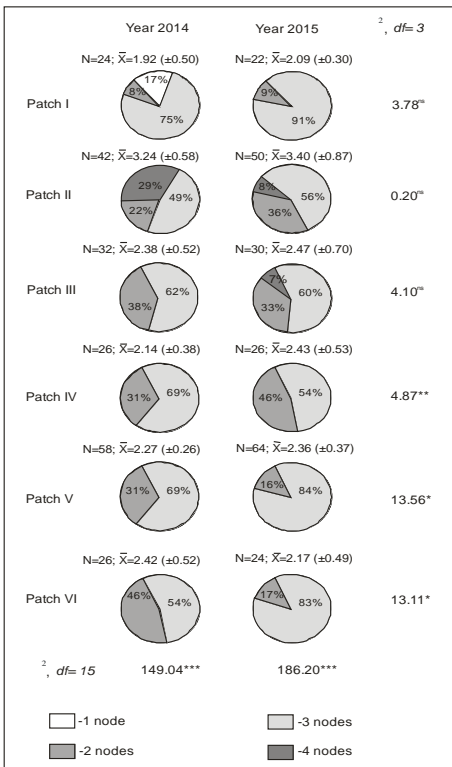 Year 2014 Year 2015 ², df= 3
N=24; X̅=1.92 (±0.50) N=22; X̅=2.09 (±0.30)
17%
8% 9%
Patch I 3.78ns
75% 91%
N=42; X̅=3.24 (±0.58) N=50; X̅=3.40 (±0.87)
29% 49% 8% 56%
Patch II 0.20ns
22% 36%
N=32; X̅=2.38 (±0.52) N=30; X̅=2.47 (±0.70)
7%
Patch III 62% 60% 4.10ns
38% 33%
N=26; X̅=2.14 (±0.38) N=26; X̅=2.43 (±0.53)
Patch IV 31% 69% 46% 54% 4.87**
N=58; X̅=2.27 (±0.26) N=64; X̅=2.36 (±0.37)
16%
Patch V 31% 69% 84% 13.56*
N=26; X̅=2.42 (±0.52) N=24; X̅=2.17 (±0.49)
Patch VI 46% 54% 17% 83% 13.11*
², df= 15 149.04*** 186.20***
-1 node -3 nodes
-2 nodes -4 nodes